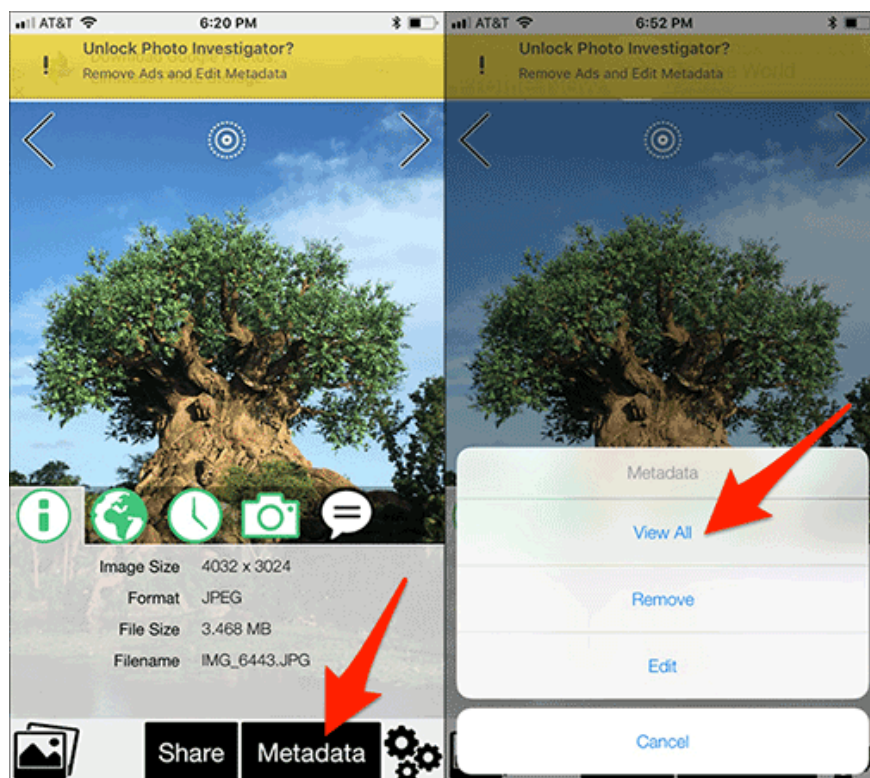 AT&T 6:20 PM
Unlock Photo Investigator?
Remove Ads and Edit Metadata
Image Size 4032 x 3024
Format JPEG
File Size 3.468 MB
Filename IMG_6443.JPG
Share Metadata
AT&T 6:52 PM
Unlock Photo Investigator?
Remove Ads and Edit Metadata
Metadata
View All
Remove
Edit
Cancel